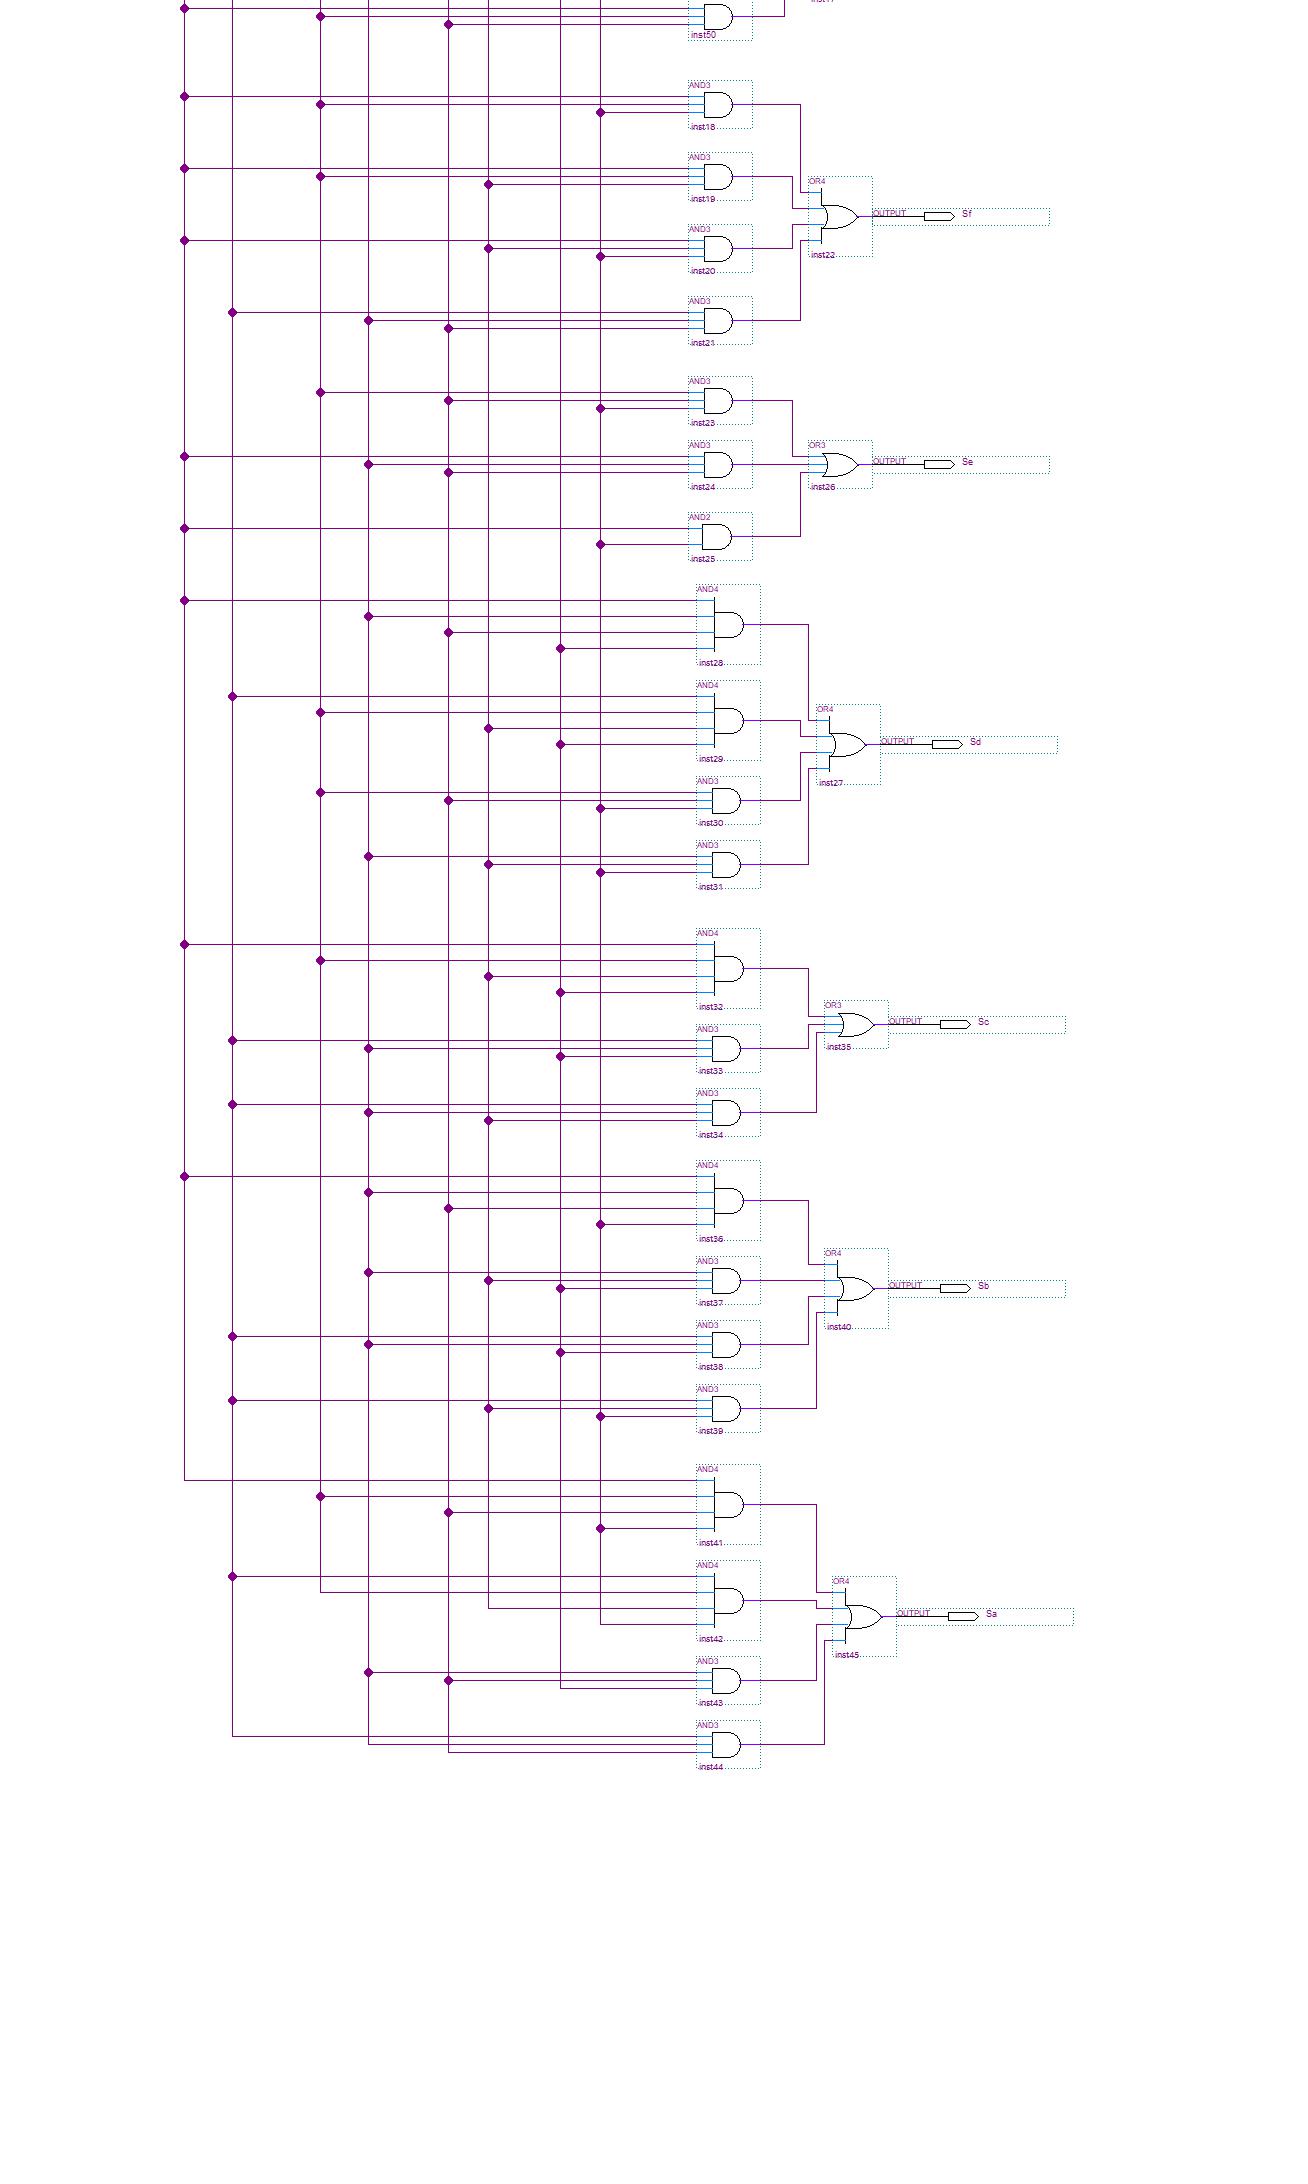 inst50
AND3
inst18
AND3
inst19
OR4
OUTPUT
Sf
AND3
inst22
inst20
AND3
inst21
AND3
inst23
AND3
OR3
OUTPUT
Se
inst24
inst26
AND2
inst25
AND4
inst28
AND4
OR4
OUTPUT
Sd
inst29
AND3
inst27
inst30
AND3
inst31
AND4
inst32
OR3
OUTPUT
Sc
AND3
inst35
inst33
AND3
inst34
AND4
inst36
OR4
AND3
OUTPUT
Sb
inst37
AND3
inst40
inst38
AND3
inst39
AND4
inst41
AND4
OR4
OUTPUT
Sa
inst42
inst45
AND3
inst43
AND3
inst44